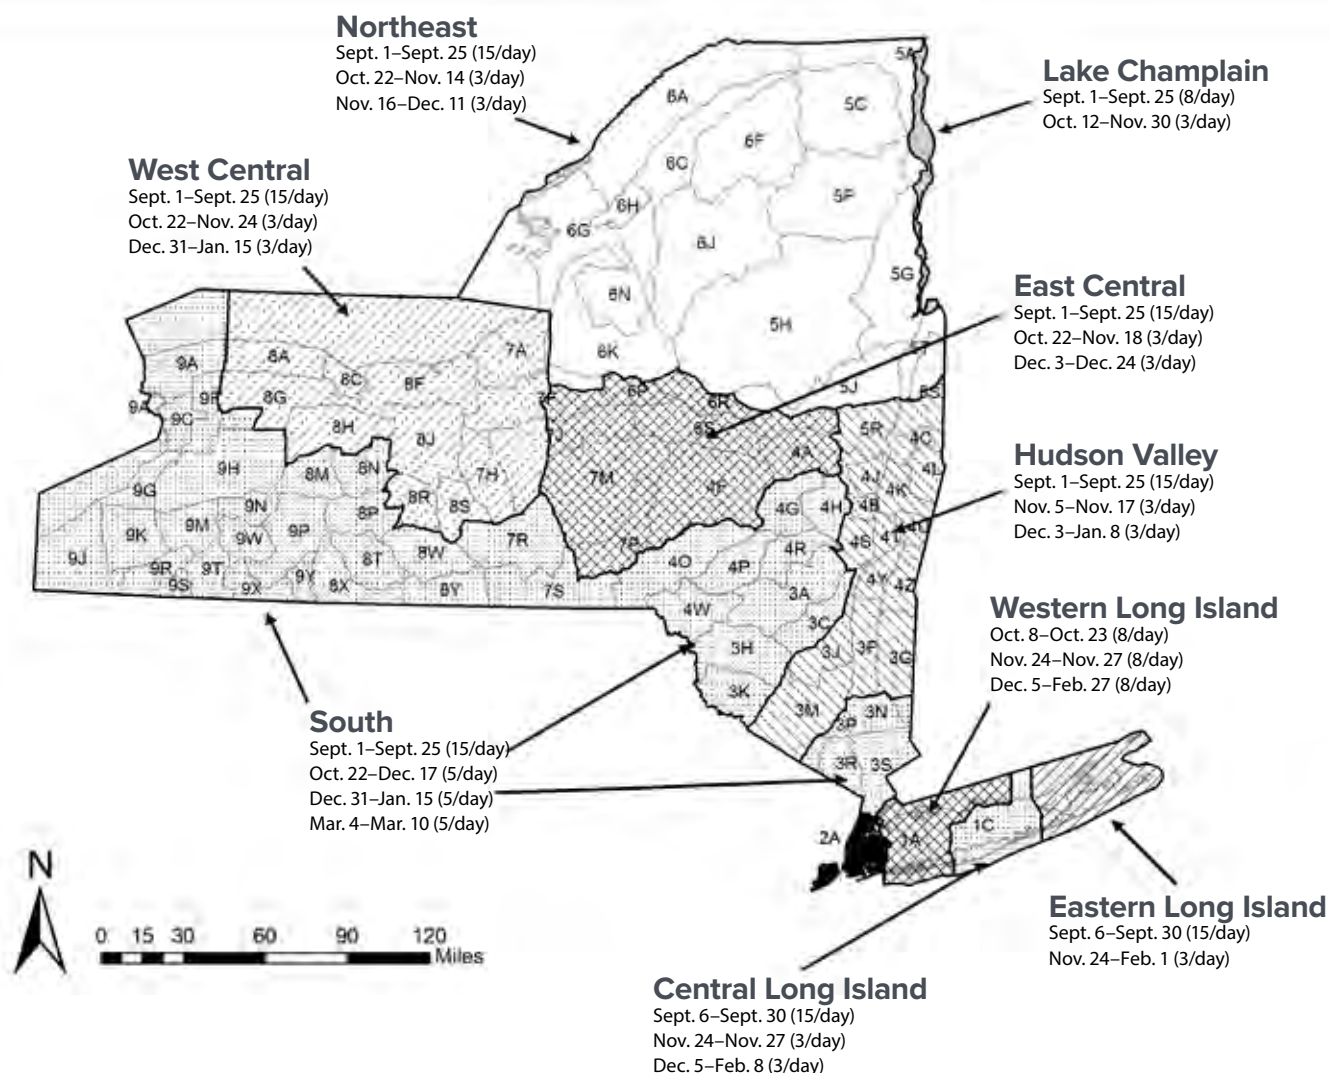 Northeast
Sept. 1–Sept. 25 (15/day)
Oct. 22–Nov. 14 (3/day)
Nov. 16–Dec. 11 (3/day)
Lake Champlain
Sept. 1–Sept. 25 (8/day)
Oct. 12–Nov. 30 (3/day)
West Central
Sept. 1–Sept. 25 (15/day)
Oct. 22–Nov. 24 (3/day)
Dec. 31–Jan. 15 (3/day)
East Central
Sept. 1–Sept. 25 (15/day)
Oct. 22–Nov. 18 (3/day)
Dec. 3–Dec. 24 (3/day)
Hudson Valley
Sept. 1–Sept. 25 (15/day)
Nov. 5–Nov. 17 (3/day)
Dec. 3–Jan. 8 (3/day)
Western Long Island
Oct. 8–Oct. 23 (8/day)
Nov. 24–Nov. 27 (8/day)
Dec. 5–Feb. 27 (8/day)
South
Sept. 1–Sept. 25 (15/day)
Oct. 22–Dec. 17 (5/day)
Dec. 31–Jan. 15 (5/day)
Mar. 4–Mar. 10 (5/day)
Eastern Long Island
Sept. 6–Sept. 30 (15/day)
Nov. 24–Feb. 1 (3/day)
Central Long Island
Sept. 6–Sept. 30 (15/day)
Nov. 24–Nov. 27 (3/day)
Dec. 5–Feb. 8 (3/day)
5A
6A
5C
6F
6C
5F
6H
6G
6J
5G
6N
5H
6K
5J
7A
8A
8C
8F
8G
8H
8J
7H
8R
8S
9A
9C
9F
9H
8M
8N
9G
9N
8P
9K
9M
9W
9P
9J
9R
9T
9S
9X
9Y
8X
8T
8W
8Y
7R
7S
6P
6R
6S
7M
4A
4F
4G
4H
4O
4P
4R
3A
4W
3C
3H
3K
5R
4C
4J
4K
4L
4B
4S
4Y
4Z
3J
3F
3G
3M
3N
3P
3R
3S
2A
1A
1C
N
0 15 30 60 90 120
Miles